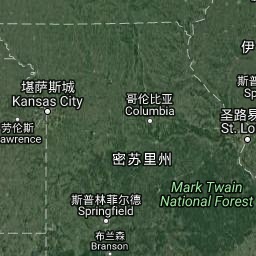 伊
斯普
Sp
堪萨斯城
Kansas City
哥伦比亚
Columbia
圣路易
St. Lo
劳伦斯
awrence
密苏里州
Mark Twain
National Forest
斯普林菲尔德
Springfield
布兰森
Branson